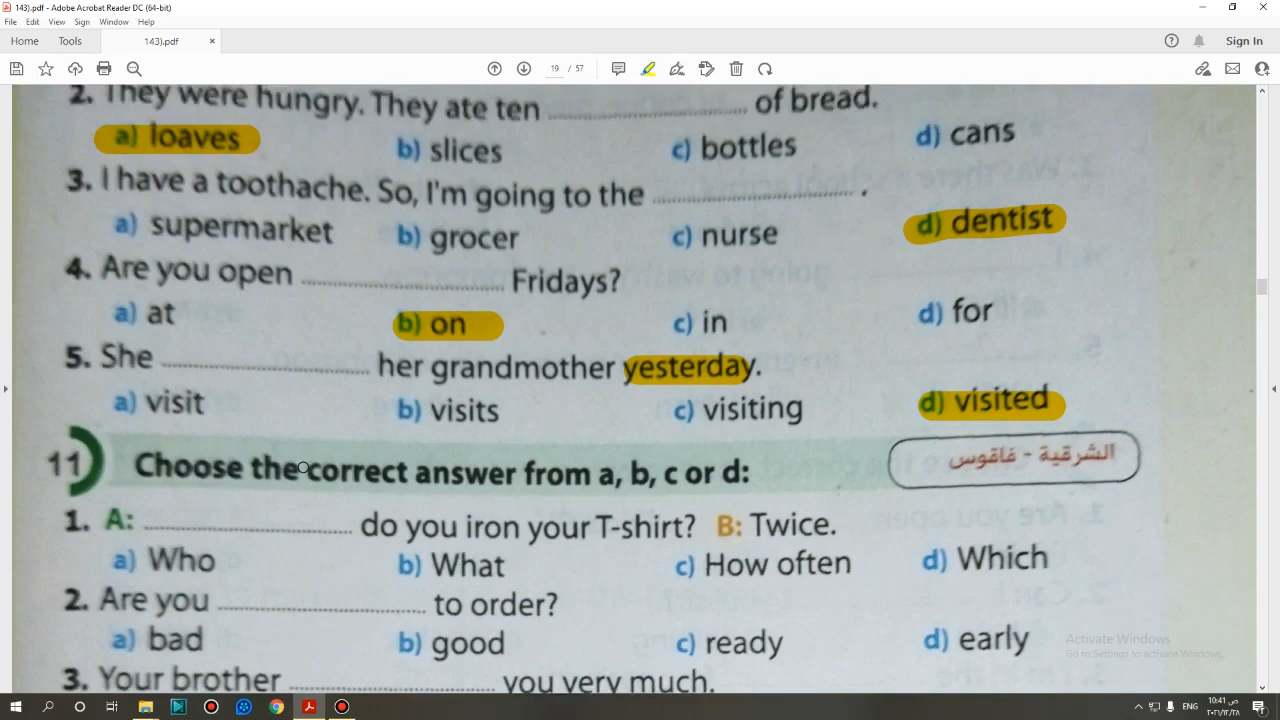 143).pdf - Adobe Acrobat Reader DC (64-bit)
File Edit View Sign Window Help
Home Tools 143).pdf × Sign In
19 / 57
2. They were hungry. They ate ten .................... of bread.
a) loaves b) slices c) bottles d) cans
3. I have a toothache. So, I'm going to the .................... .
a) supermarket b) grocer c) nurse d) dentist
4. Are you open .................... Fridays?
a) at b) on c) in d) for
5. She .................... her grandmother yesterday.
a) visit b) visits c) visiting d) visited
11 Choose the correct answer from a, b, c or d: الشرقية - فاقوس
1. A: .................... do you iron your T-shirt? B: Twice.
a) Who b) What c) How often d) Which
2. Are you .................... to order?
a) bad b) good c) ready d) early
Activate Windows
Go to Settings to activate Windows.
3. Your brother .................... you very much.
ENG 10:41 ص